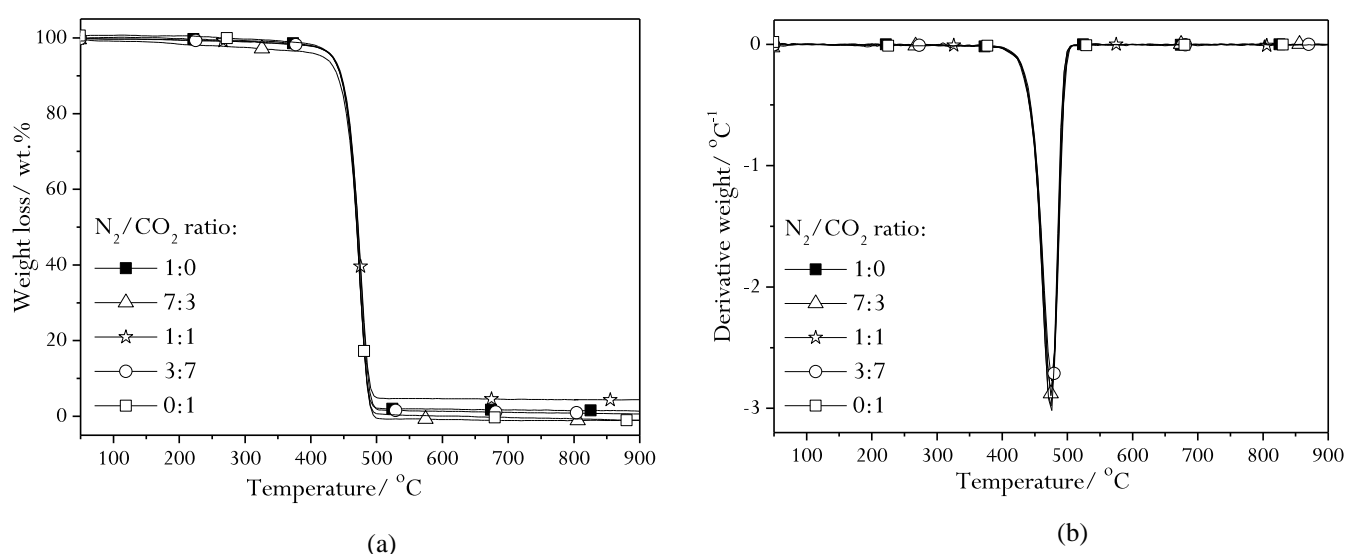 100
80
60
40
20
0
Weight loss/ wt.%
N₂/CO₂ ratio:
1:0
7:3
1:1
3:7
0:1
100 200 300 400 500 600 700 800 900
Temperature/ °C
(a)
0
-1
-2
-3
Derivative weight/ °C⁻¹
N₂/CO₂ ratio:
1:0
7:3
1:1
3:7
0:1
100 200 300 400 500 600 700 800 900
Temperature/ °C
(b)